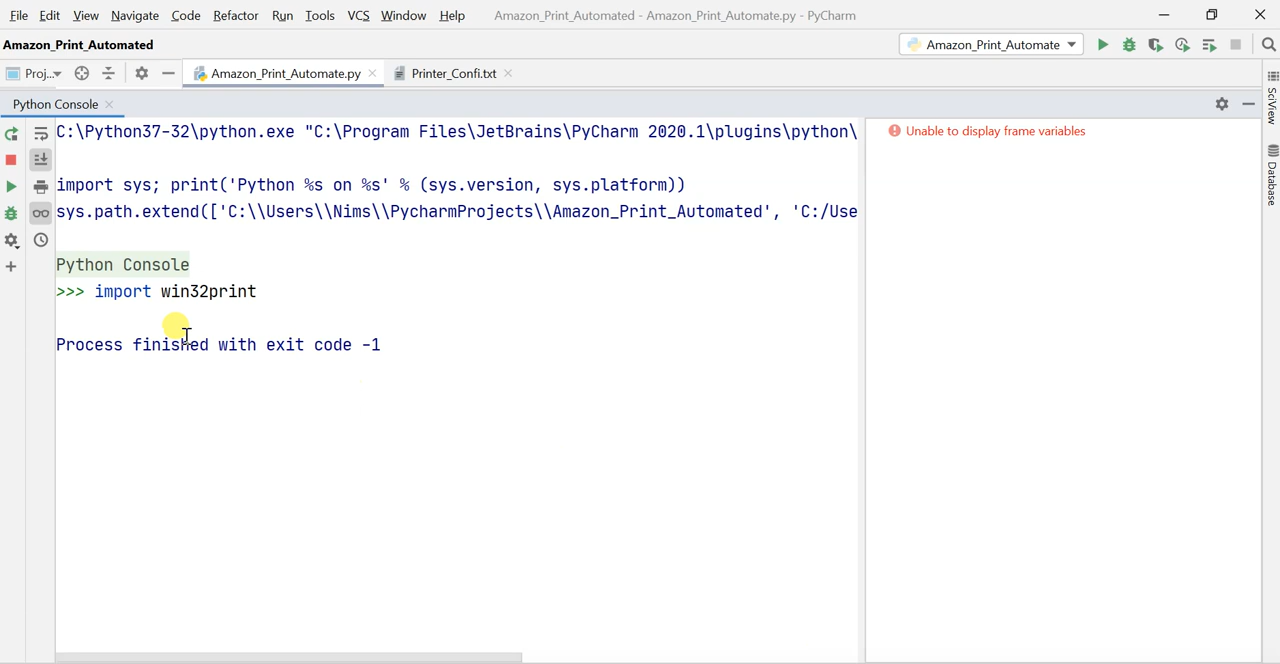 File Edit View Navigate Code Refactor Run Tools VCS Window Help Amazon_Print_Automated - Amazon_Print_Automate.py - PyCharm
Amazon_Print_Automated Amazon_Print_Automate
Proj... Amazon_Print_Automate.py Printer_Confi.txt
SciView
Database
Python Console
C:\Python37-32\python.exe "C:\Program Files\JetBrains\PyCharm 2020.1\plugins\python\
Unable to display frame variables
import sys; print('Python %s on %s' % (sys.version, sys.platform))
sys.path.extend(['C:\\Users\\Nims\\PycharmProjects\\Amazon_Print_Automated', 'C:/Use
Python Console
>>> import win32print
Process finished with exit code -1